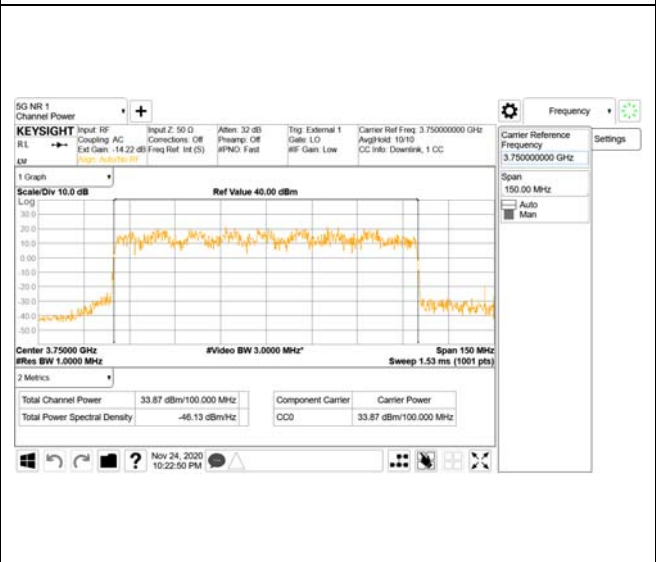 5G NR 1
Channel Power
Frequency
KEYSIGHT
Input: RF
Input Z: 50 Ω
Atten: 32 dB
Trig: External 1
Carrier Ref Freq: 3.750000000 GHz
RL
Coupling: AC
Corrections: Off
Preamp: Off
Gate: LO
Avg|Hold: 10/10
Ext Gain: -14.22 dB
Freq Ref: Int (S)
#PNO: Fast
#IF Gain: Low
CC Info: Downlink, 1 CC
Align: Auto/No RF
Carrier Reference
Frequency
3.750000000 GHz
Settings
Span
150.00 MHz
Auto
Man
1 Graph
Scale/Div 10.0 dB
Ref Value 40.00 dBm
Log
30.0
20.0
10.0
0.00
-10.0
-20.0
-30.0
-40.0
-50.0
Center 3.75000 GHz
#Video BW 3.0000 MHz*
Span 150 MHz
#Res BW 1.0000 MHz
Sweep 1.53 ms (1001 pts)
2 Metrics
Total Channel Power
33.87 dBm/100.000 MHz
Total Power Spectral Density
-46.13 dBm/Hz
Component Carrier
Carrier Power
CC0
33.87 dBm/100.000 MHz
?
Nov 24, 2020
10:22:50 PM